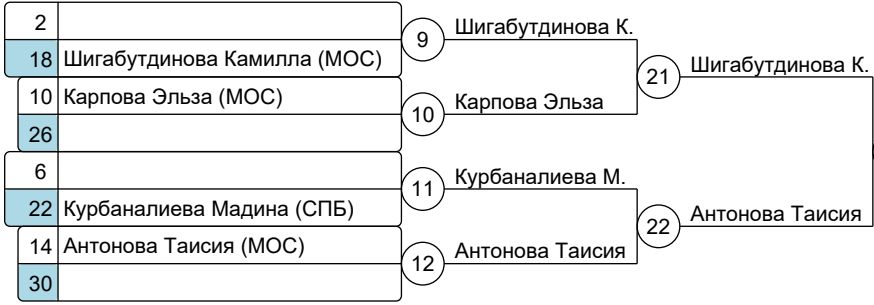 2
9
Шигабутдинова К.
18 Шигабутдинова Камилла (МОС)
21
Шигабутдинова К.
10 Карпова Эльза (МОС)
10
Карпова Эльза
26
6
11
Курбаналиева М.
22 Курбаналиева Мадина (СПБ)
22
Антонова Таисия
14 Антонова Таисия (МОС)
12
Антонова Таисия
30